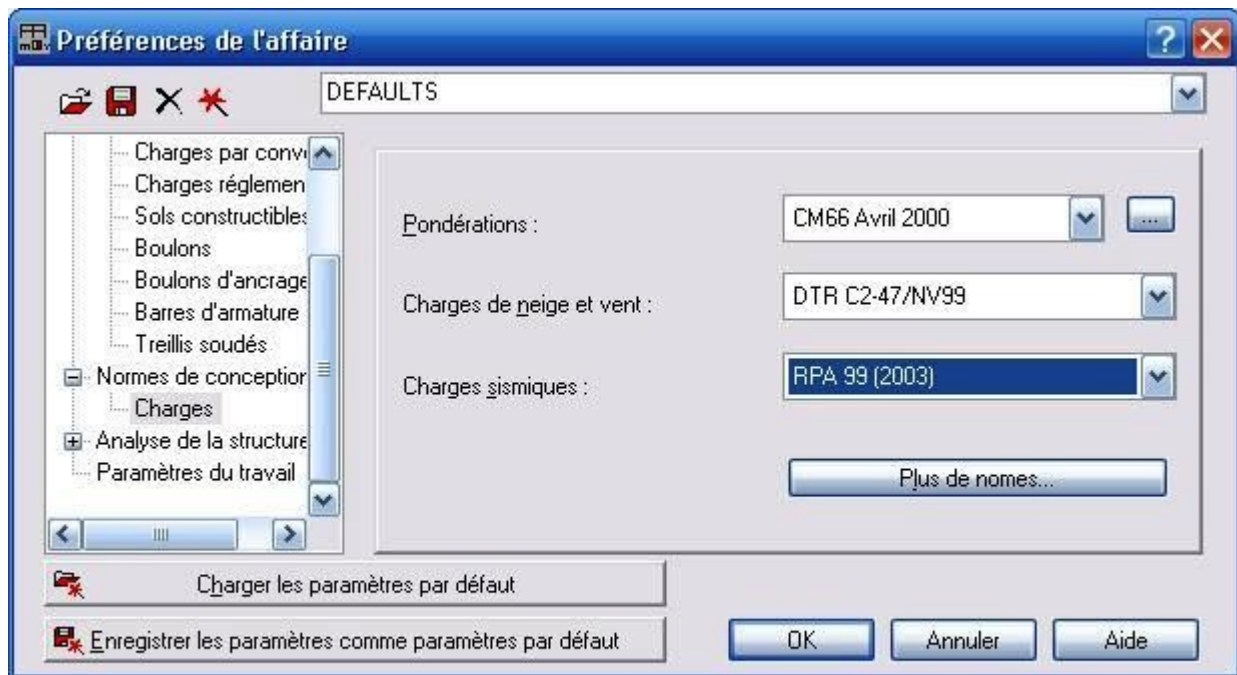 Préférences de l'affaire
DEFAULTS
Charges par conv
Charges réglemen
Sols constructibles
Boulons
Boulons d'ancrage
Barres d'armature
Treillis soudés
Normes de conception
Charges
Analyse de la structure
Paramètres du travail
Pondérations :
CM66 Avril 2000
...
Charges de neige et vent :
DTR C2-47/NV99
Charges sismiques :
RPA 99 (2003)
Plus de nomes...
Charger les paramètres par défaut
Enregistrer les paramètres comme paramètres par défaut
OK
Annuler
Aide